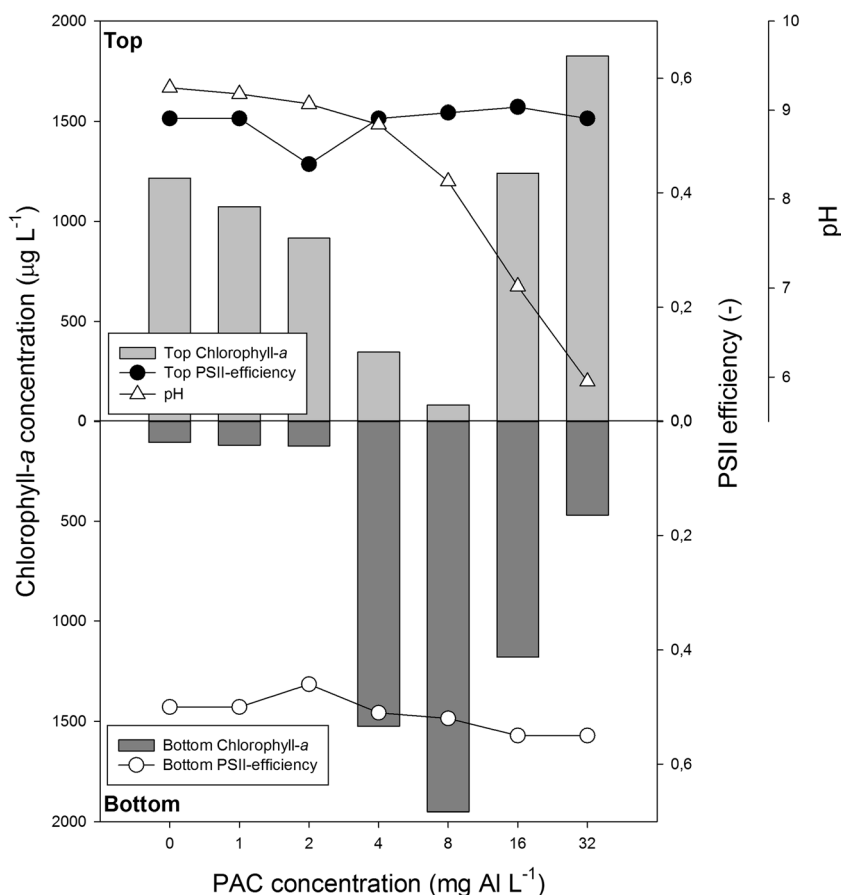 Top
2000
1500
1000
500
0
500
1000
1500
2000
Chlorophyll-a concentration (µg L⁻¹)
Top Chlorophyll-a
Top PSII-efficiency
pH
Bottom Chlorophyll-a
Bottom PSII-efficiency
Bottom
0 1 2 4 8 16 32
PAC concentration (mg Al L⁻¹)
0,6
0,4
0,2
0,0
0,2
0,4
0,6
PSII efficiency (-)
10
9
8
7
6
pH